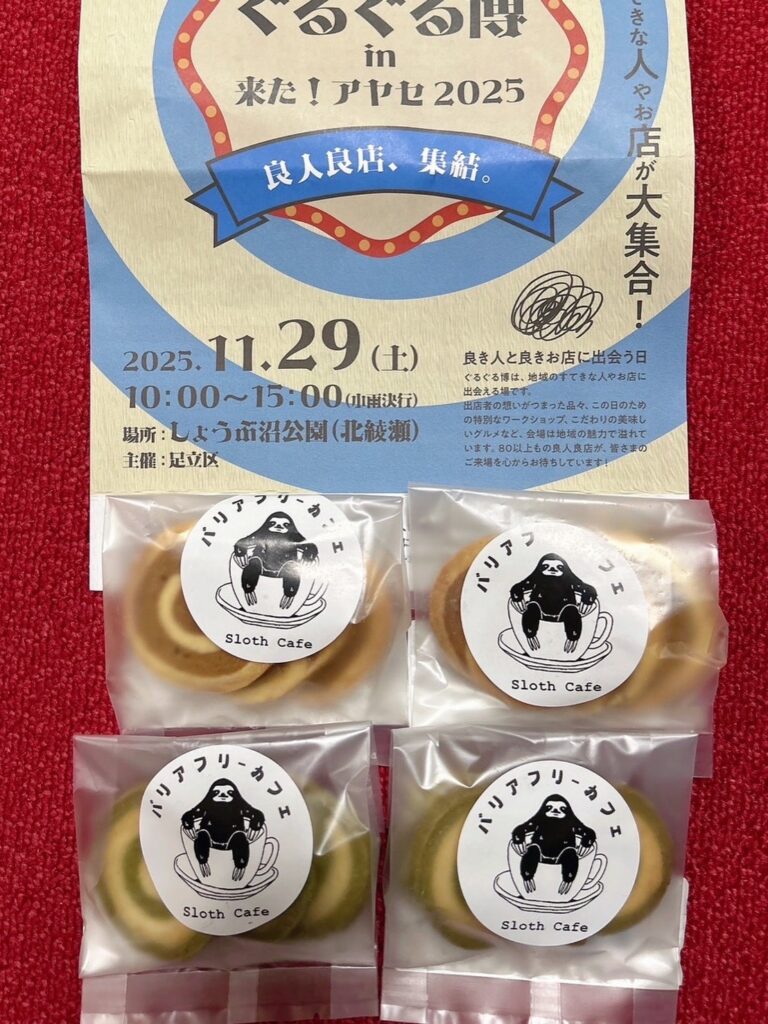 ぐるぐる博
in
来た！アヤセ2025
良人良店、集結。
てきな人やお店が大集合！
2025.11.29(土)
10:00〜15:00(小雨決行)
場所：しょうぶ沼公園(北綾瀬)
主催：足立区
良き人と良きお店に出会う日
ぐるぐる博は、地域のすてきな人やお店に
出会える場です。
出店者の想いがつまった品々、この日のため
の特別なワークショップ、こだわりの美味し
いグルメなど、会場は地域の魅力で溢れて
います。80以上もの良人良店が、皆さまの
ご来場を心からお待ちしています！
バリアフリーカフェ
Sloth Cafe
バリアフリーカフェ
Sloth Cafe
バリアフリーカフェ
Sloth Cafe
バリアフリーカフェ
Sloth Cafe